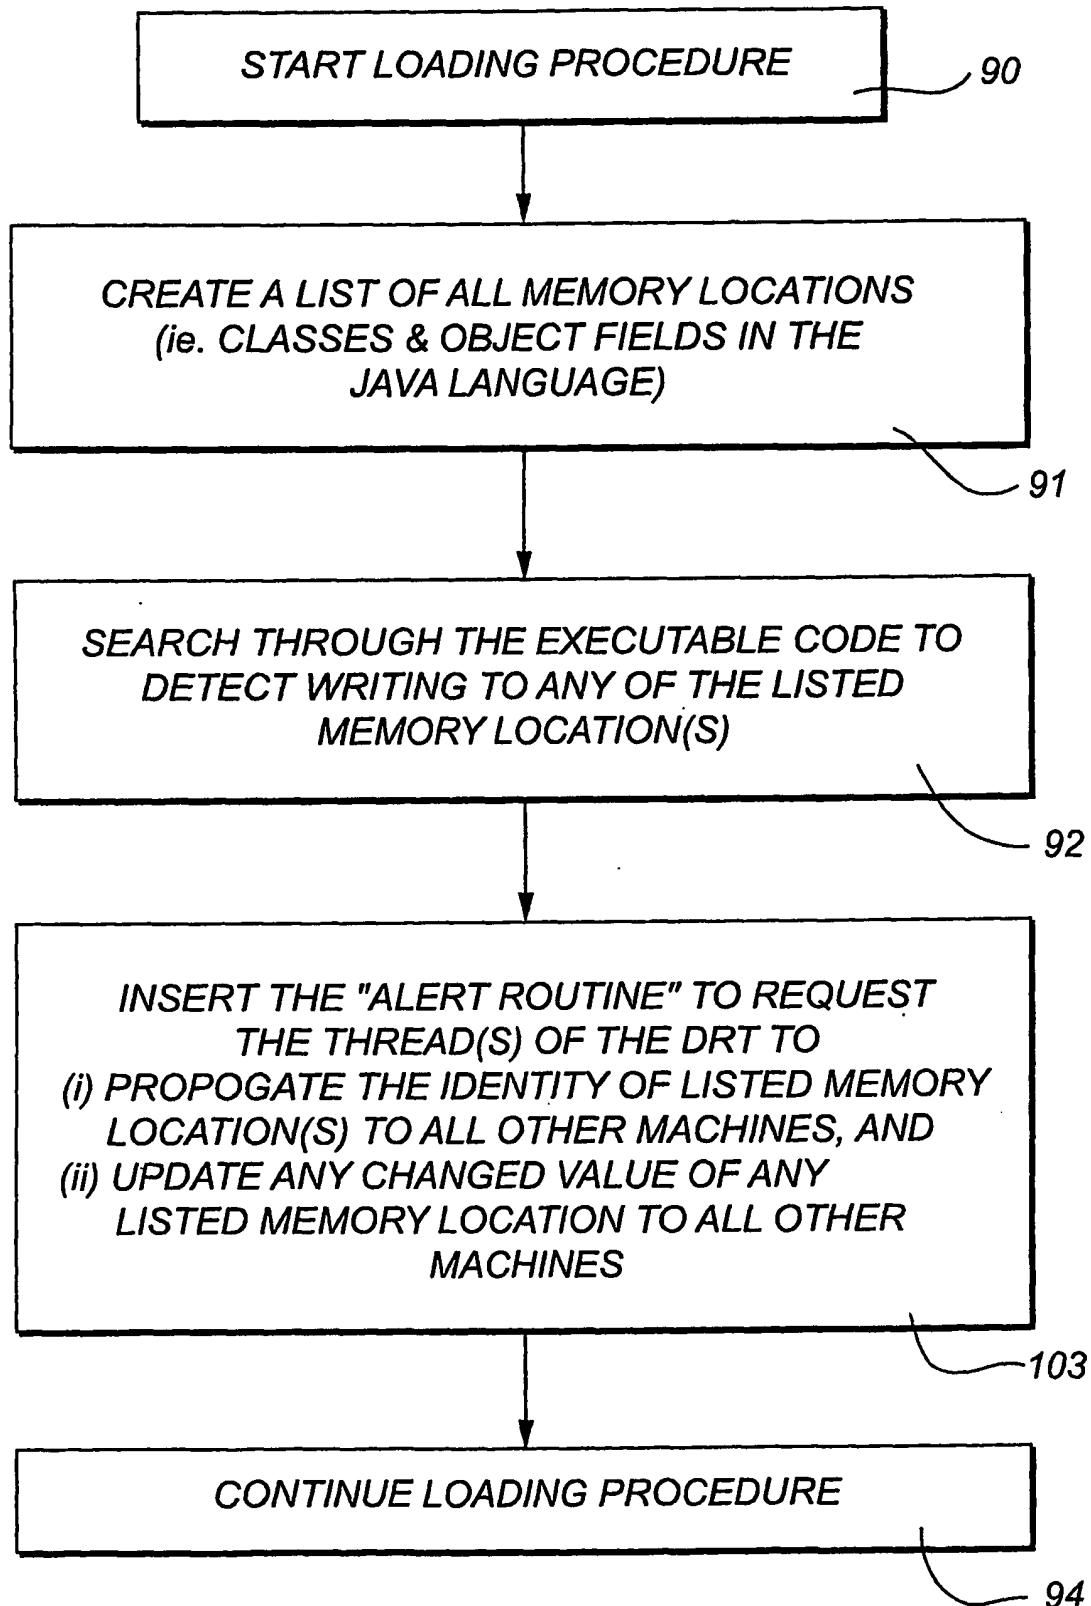 START LOADING PROCEDURE
90
CREATE A LIST OF ALL MEMORY LOCATIONS
(ie. CLASSES & OBJECT FIELDS IN THE
JAVA LANGUAGE)
91
SEARCH THROUGH THE EXECUTABLE CODE TO
DETECT WRITING TO ANY OF THE LISTED
MEMORY LOCATION(S)
92
INSERT THE "ALERT ROUTINE" TO REQUEST
THE THREAD(S) OF THE DRT TO
(i) PROPOGATE THE IDENTITY OF LISTED MEMORY
LOCATION(S) TO ALL OTHER MACHINES, AND
(ii) UPDATE ANY CHANGED VALUE OF ANY
LISTED MEMORY LOCATION TO ALL OTHER
MACHINES
103
CONTINUE LOADING PROCEDURE
94